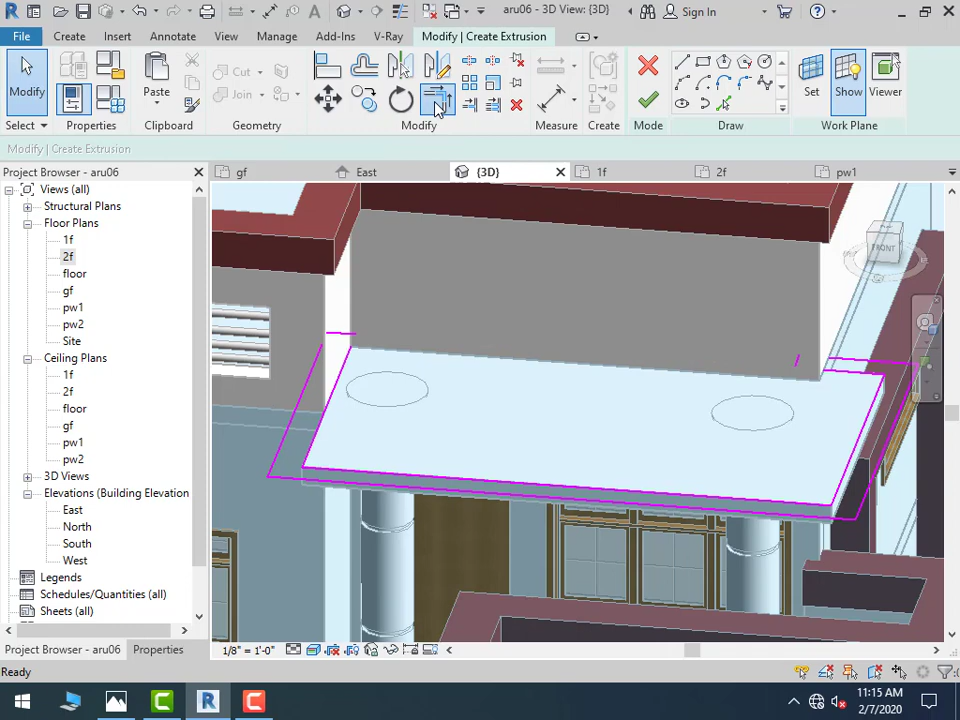 aru06 - 3D View: {3D}
Sign In
File
Create
Insert
Annotate
View
Manage
Add-Ins
V-Ray
Modify | Create Extrusion
Modify
Paste
Cut
Join
Set
Show
Viewer
Select
Properties
Clipboard
Geometry
Modify
Measure
Create
Mode
Draw
Work Plane
Modify | Create Extrusion
Project Browser - aru06
gf
East
{3D}
1f
2f
pw1
Views (all)
Structural Plans
Floor Plans
1f
2f
floor
gf
pw1
pw2
Site
Ceiling Plans
1f
2f
floor
gf
pw1
pw2
3D Views
Elevations (Building Elevation
East
North
South
West
Legends
Schedules/Quantities (all)
Sheets (all)
FRONT
Project Browser - aru06
Properties
1/8" = 1'-0"
Ready
:0
11:15 AM
2/7/2020